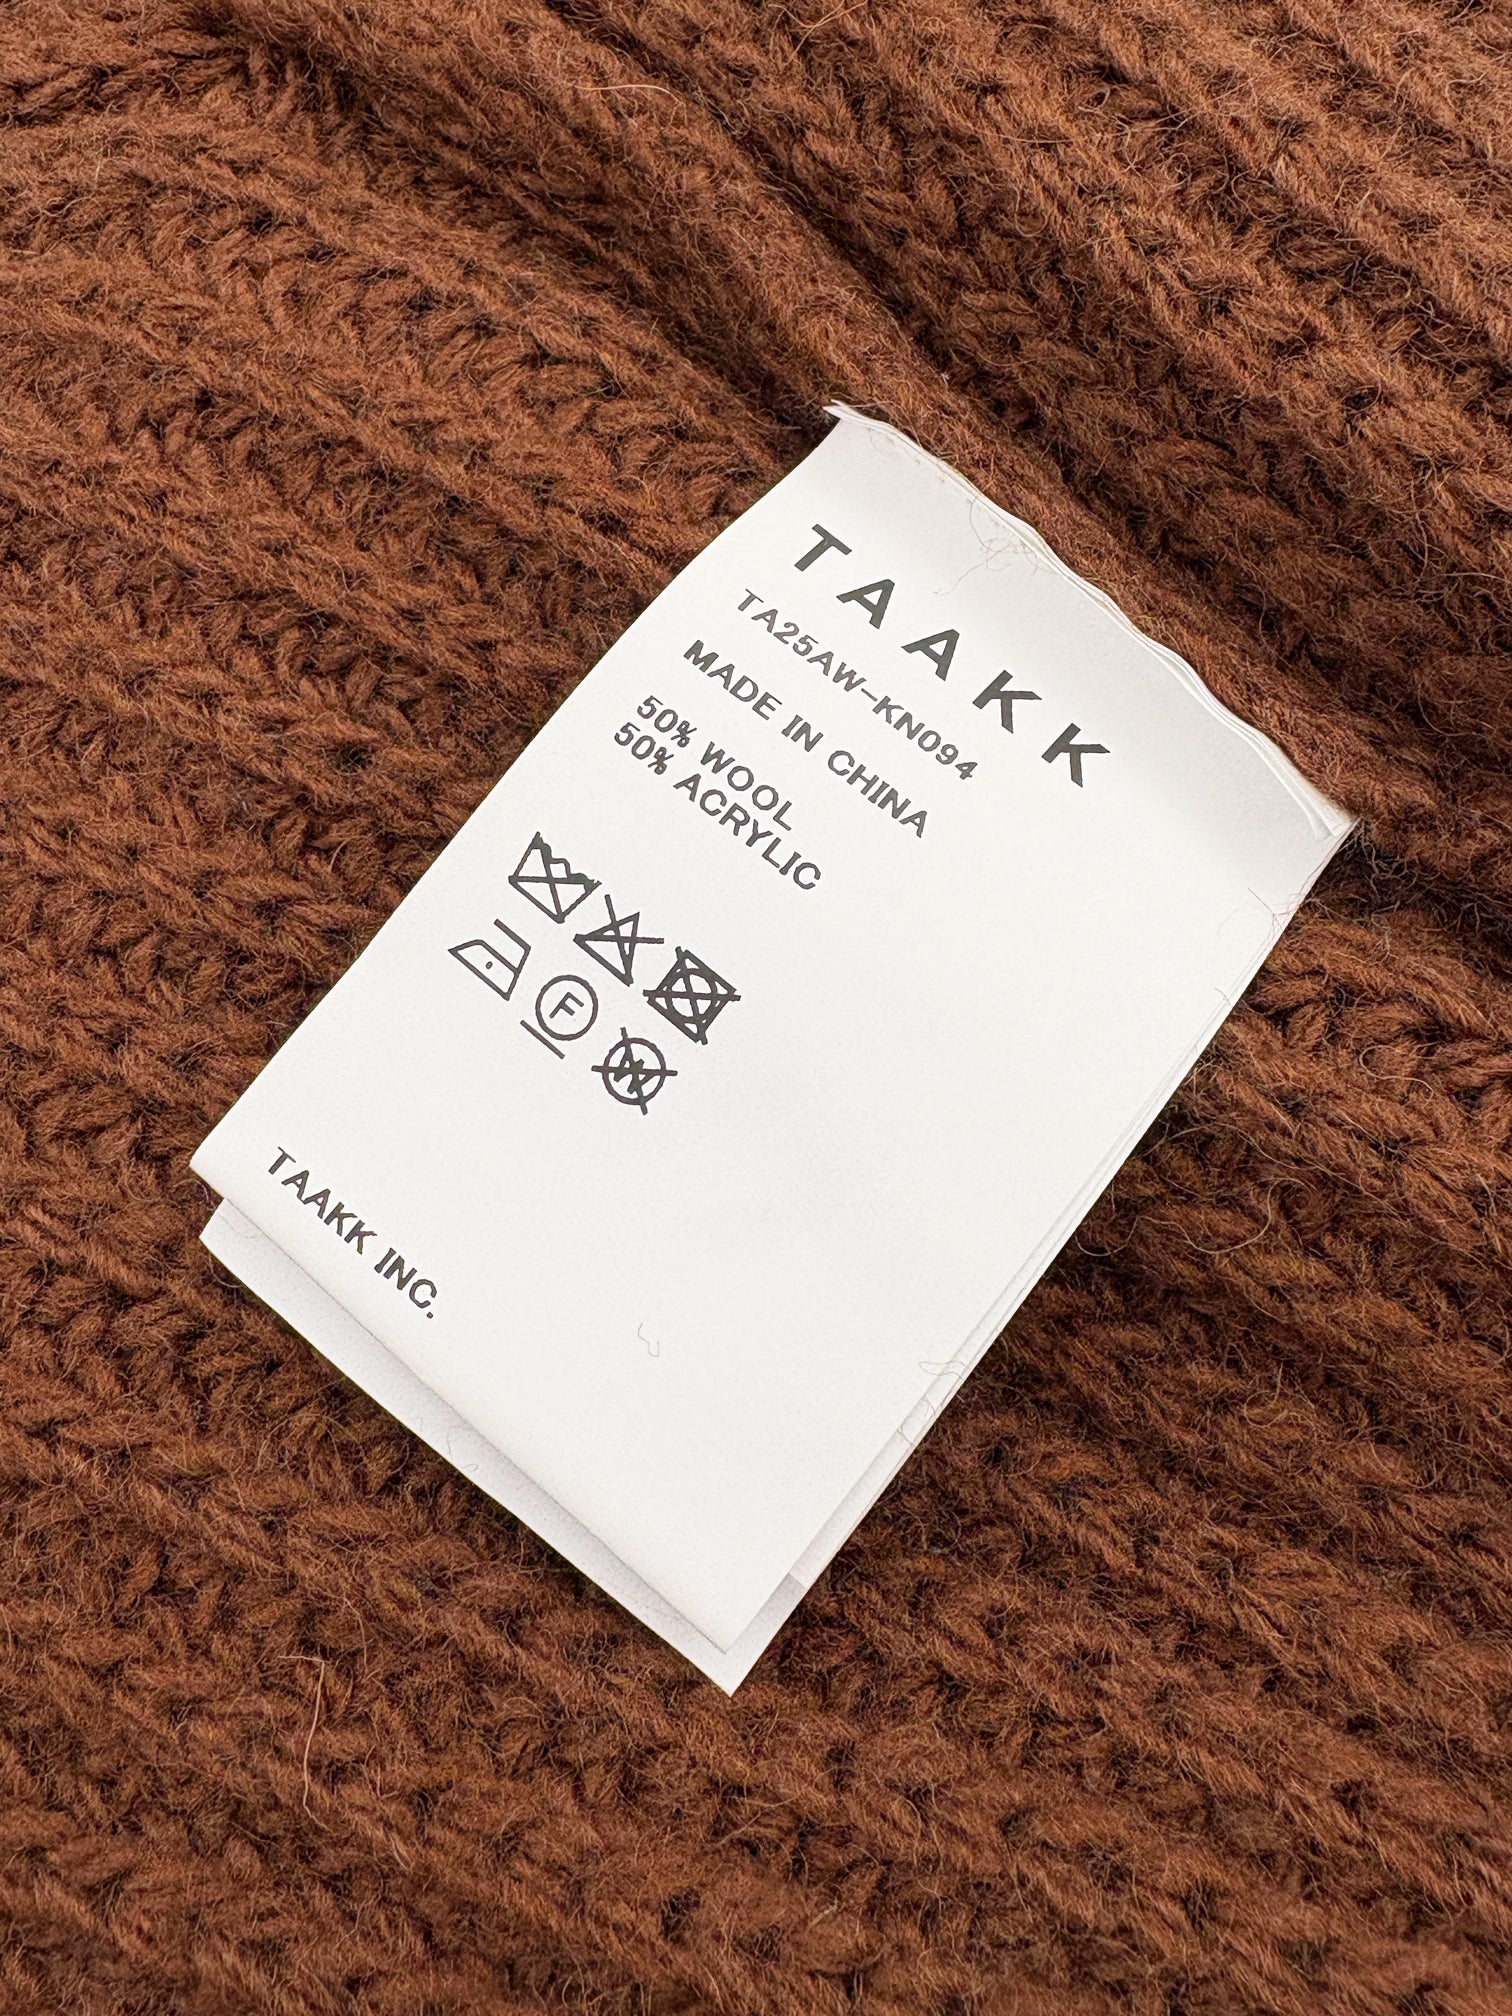 TAAKK
TA25AW-KN094
MADE IN CHINA
50% WOOL
50% ACRYLIC
F
W
TAAKK INC.